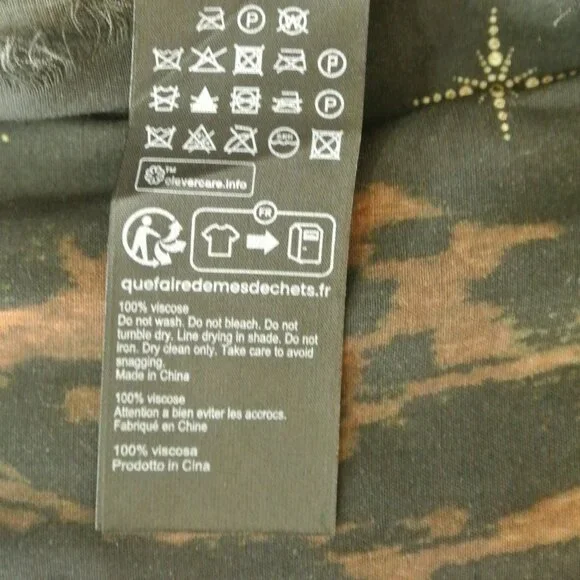 P W
P
P
TM
clevercare.info
FR
quefairedemesdechets.fr
100% viscose
Do not wash. Do not bleach. Do not
tumble dry. Line drying in shade. Do not
iron. Dry clean only. Take care to avoid
snagging.
Made in China
100% viscose
Attention a bien eviter les accrocs.
Fabriqué en Chine
100% viscosa
Prodotto in Cina